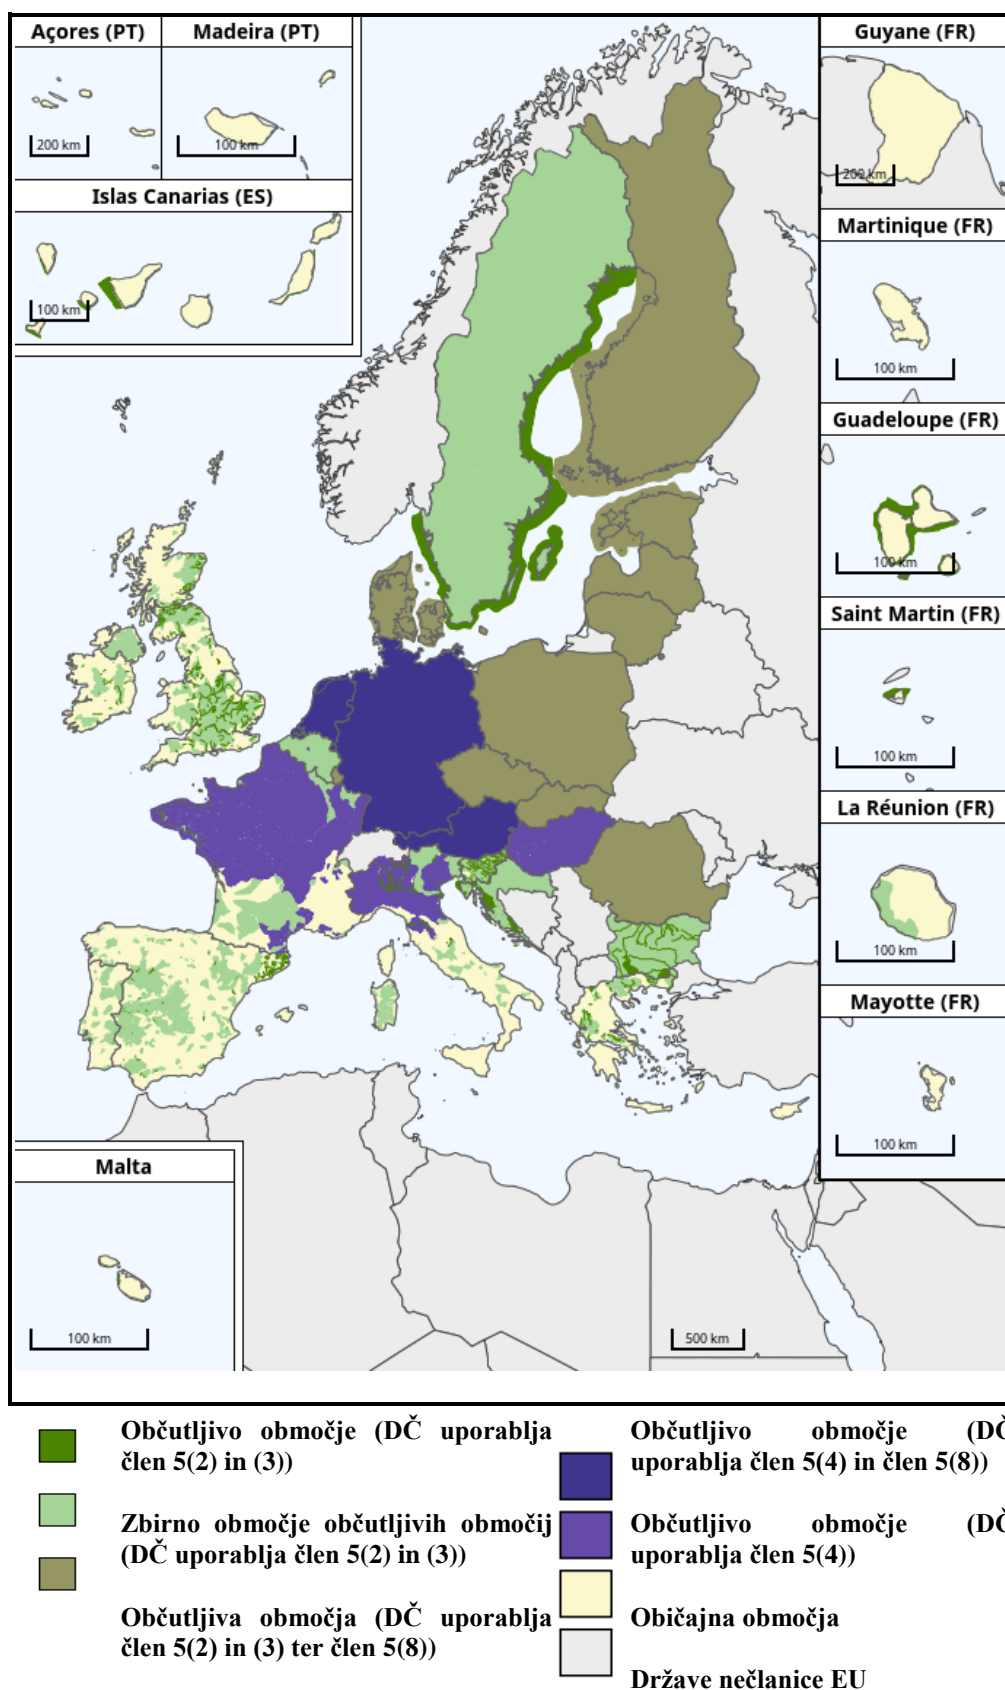 Açores (PT)
Madeira (PT)
200 km
100 km
Islas Canarias (ES)
100 km
Guyane (FR)
200 km
Martinique (FR)
100 km
Guadeloupe (FR)
100 km
Saint Martin (FR)
100 km
La Réunion (FR)
100 km
Mayotte (FR)
100 km
Malta
100 km
500 km
Občutljivo območje (DČ uporablja
člen 5(2) in (3))
Zbirno območje občutljivih območij
(DČ uporablja člen 5(2) in (3))
Občutljiva območja (DČ uporablja
člen 5(2) in (3) ter člen 5(8))
Občutljivo območje (DČ
uporablja člen 5(4) in člen 5(8))
Občutljivo območje (DČ
uporablja člen 5(4))
Običajna območja
Države nečlanice EU